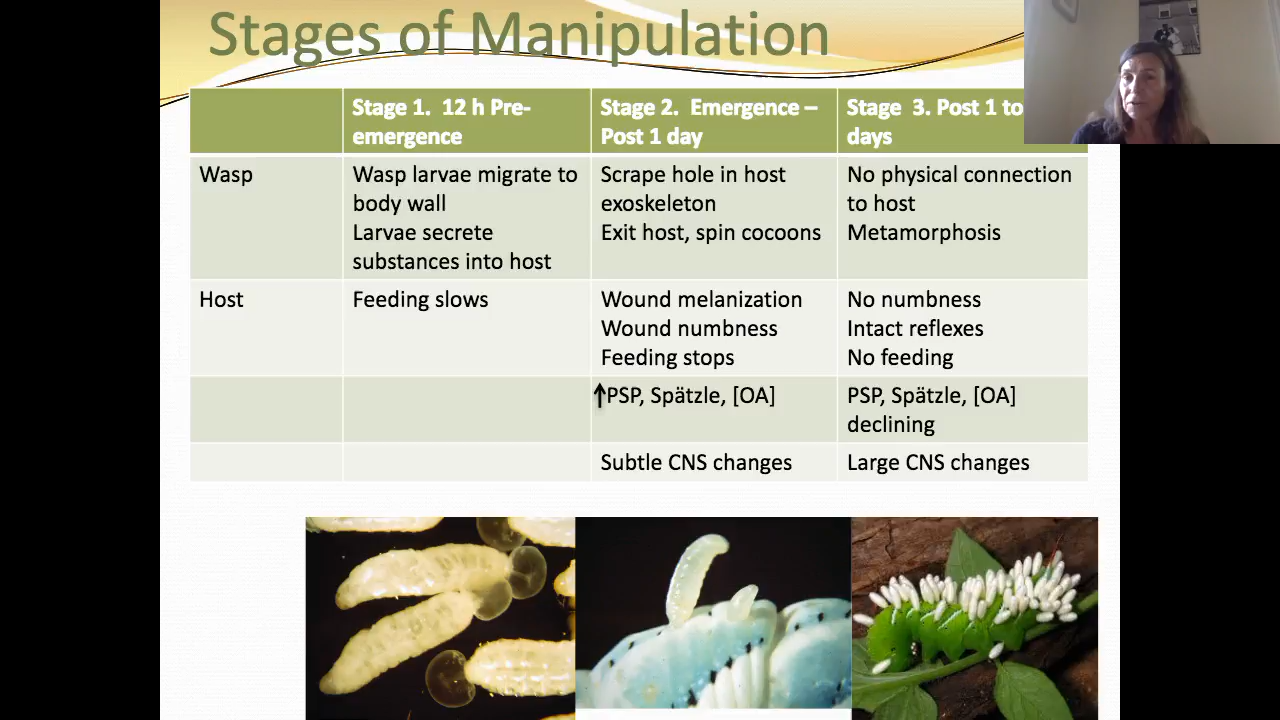 Stages of Manipulation
Stage 1. 12 h Pre-
emergence
Stage 2. Emergence –
Post 1 day
Stage 3. Post 1 to
days
Wasp
Wasp larvae migrate to
body wall
Larvae secrete
substances into host
Scrape hole in host
exoskeleton
Exit host, spin cocoons
No physical connection
to host
Metamorphosis
Host
Feeding slows
Wound melanization
Wound numbness
Feeding stops
No numbness
Intact reflexes
No feeding
↑PSP, Spätzle, [OA]
PSP, Spätzle, [OA]
declining
Subtle CNS changes
Large CNS changes